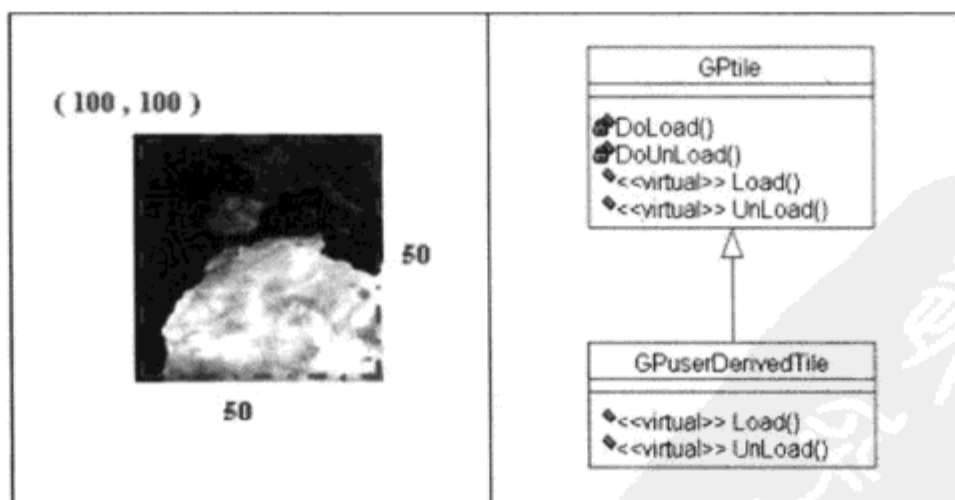 ( 100 , 100 )
50
50
GPtile
DoLoad()
DoUnLoad()
<<virtual>> Load()
<<virtual>> UnLoad()
GPuserDerivedTile
<<virtual>> Load()
<<virtual>> UnLoad()